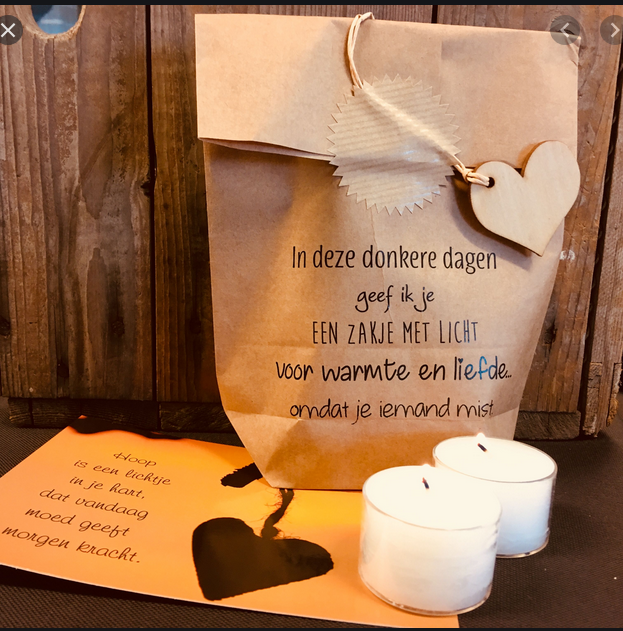 In deze donkere dagen
geef ik je
EEN ZAKJE MET LICHT
voor warmte en liefde...
omdat je iemand mist
Hoop
is een lichtje
in je hart,
dat vandaag
moed geeft
morgen kracht.